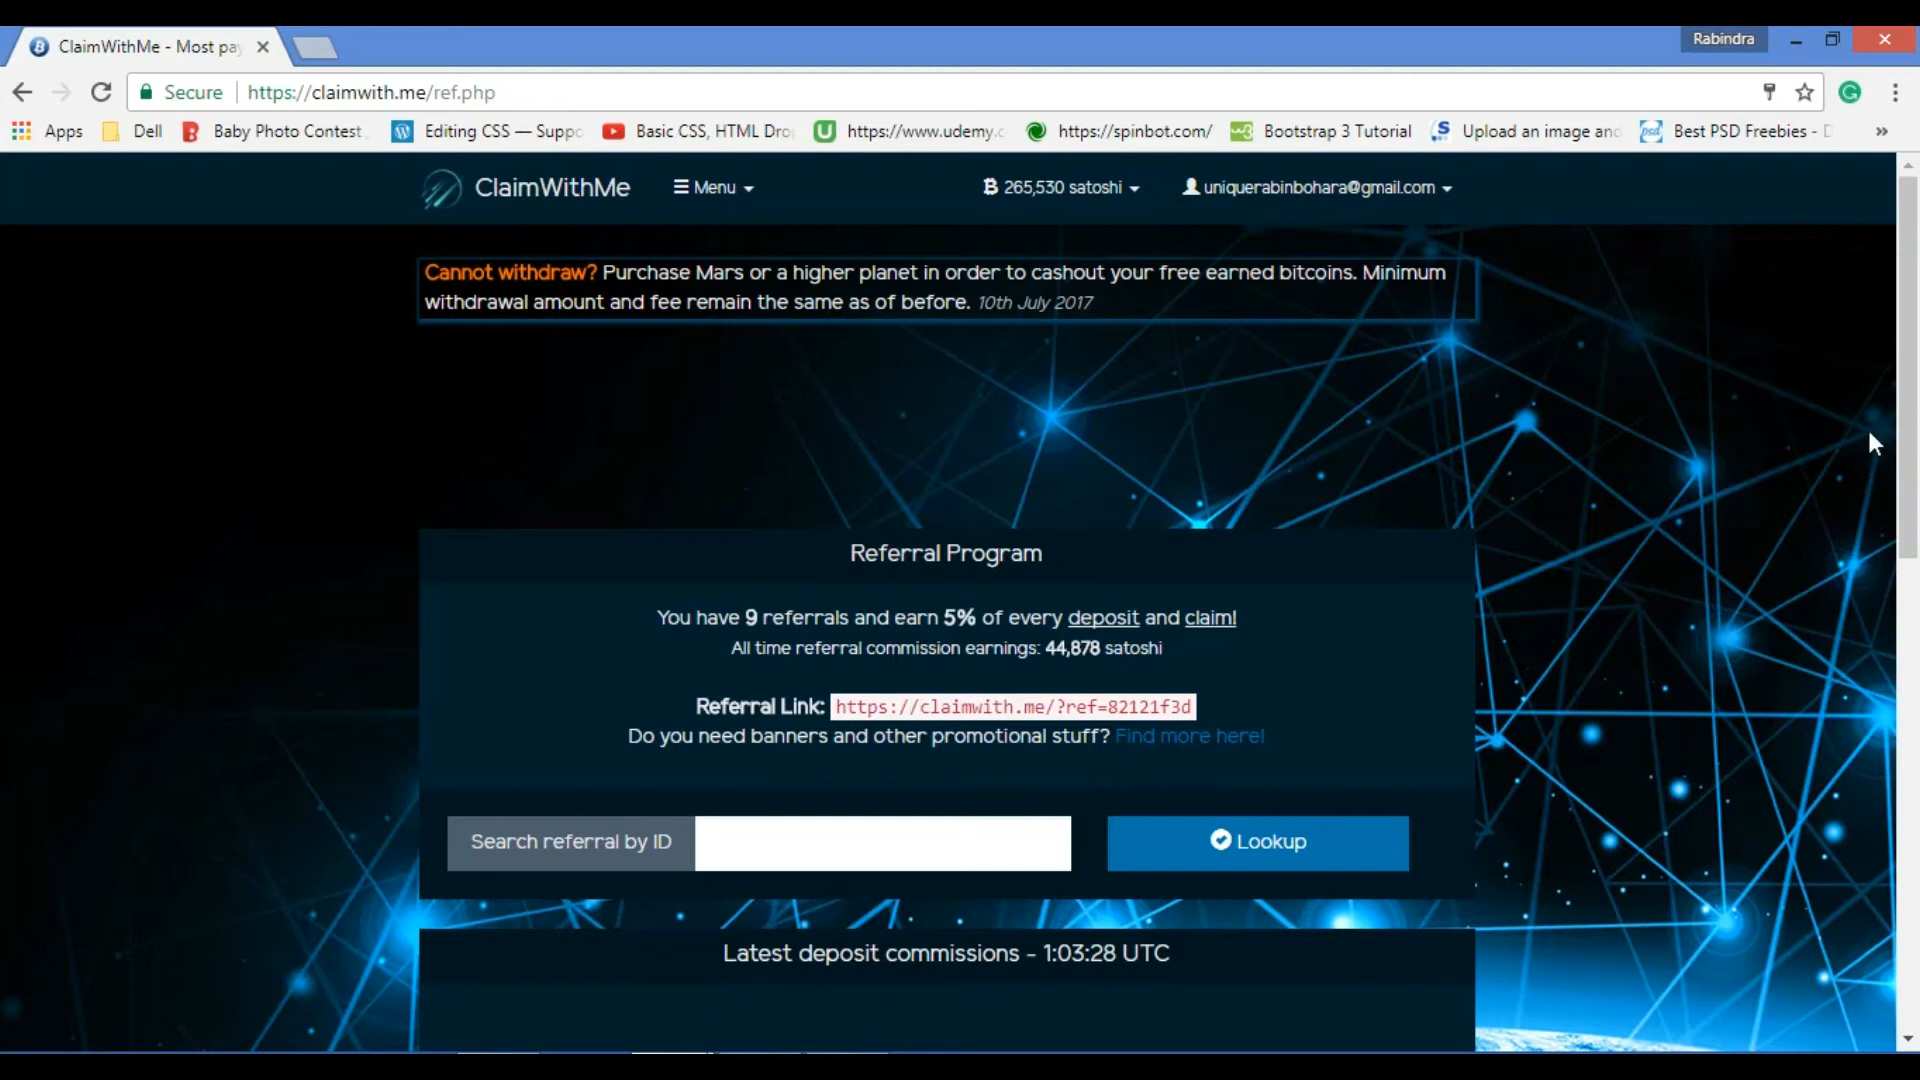 ClaimWithMe - Most pay
Rabindra
Secure https://claimwith.me/ref.php
Apps Dell Baby Photo Contest Editing CSS — Suppo Basic CSS, HTML Dro https://www.udemy.c https://spinbot.com/ Bootstrap 3 Tutorial Upload an image and Best PSD Freebies - D »
ClaimWithMe Menu 265,530 satoshi uniquerabinbohara@gmail.com
Cannot withdraw? Purchase Mars or a higher planet in order to cashout your free earned bitcoins. Minimum
withdrawal amount and fee remain the same as of before. 10th July 2017
Referral Program
You have 9 referrals and earn 5% of every deposit and claim!
All time referral commission earnings: 44,878 satoshi
Referral Link: https://claimwith.me/?ref=82121f3d
Do you need banners and other promotional stuff? Find more here!
Search referral by ID Lookup
Latest deposit commissions - 1:03:28 UTC